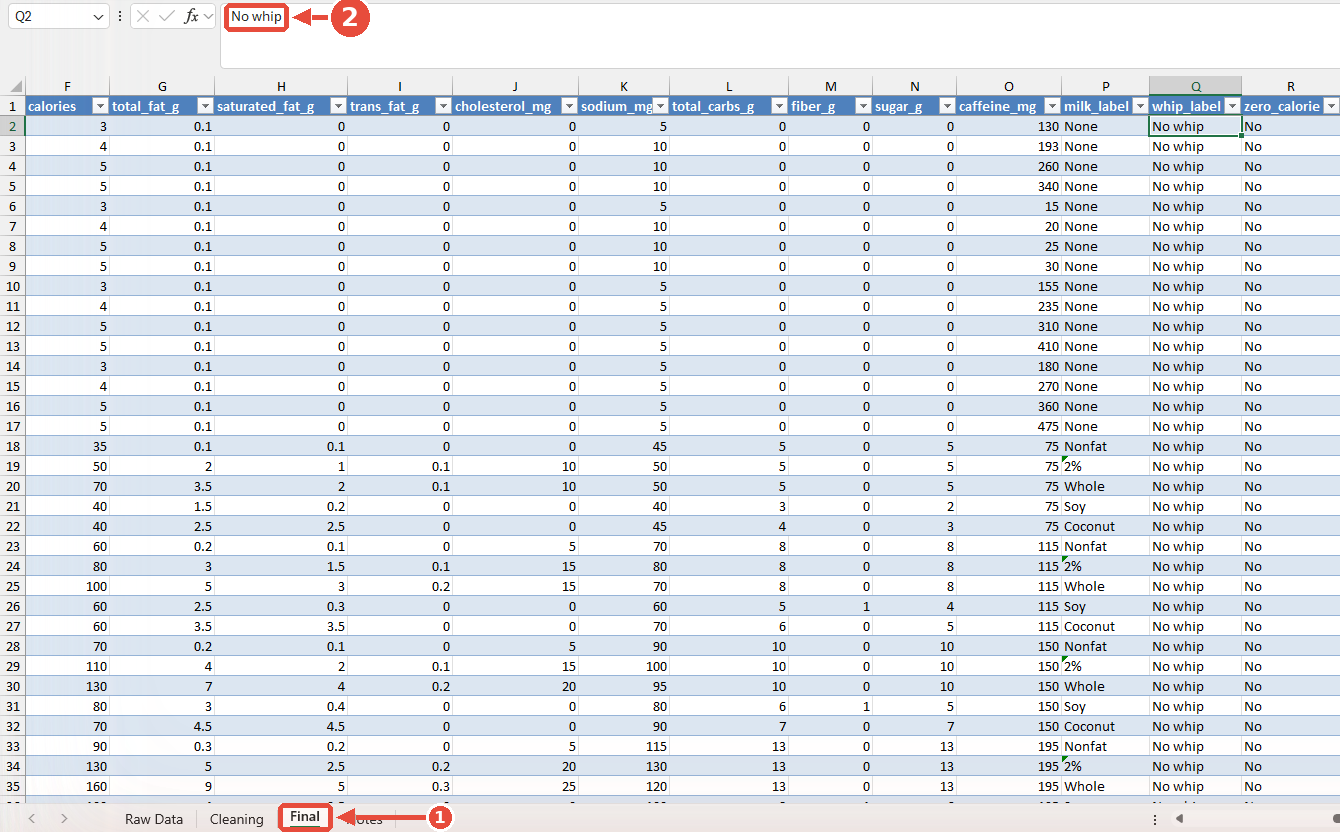 Q2 fx No whip 2
F G H I J K L M N O P Q R
1 calories total_fat_g saturated_fat_g trans_fat_g cholesterol_mg sodium_mg total_carbs_g fiber_g sugar_g caffeine_mg milk_label whip_label zero_calorie
2 3 0.1 0 0 0 5 0 0 0 130 None No whip No
3 4 0.1 0 0 0 10 0 0 0 193 None No whip No
4 5 0.1 0 0 0 10 0 0 0 260 None No whip No
5 5 0.1 0 0 0 10 0 0 0 340 None No whip No
6 3 0.1 0 0 0 5 0 0 0 15 None No whip No
7 4 0.1 0 0 0 10 0 0 0 20 None No whip No
8 5 0.1 0 0 0 10 0 0 0 25 None No whip No
9 5 0.1 0 0 0 10 0 0 0 30 None No whip No
10 3 0.1 0 0 0 5 0 0 0 155 None No whip No
11 4 0.1 0 0 0 5 0 0 0 235 None No whip No
12 5 0.1 0 0 0 5 0 0 0 310 None No whip No
13 5 0.1 0 0 0 5 0 0 0 410 None No whip No
14 3 0.1 0 0 0 5 0 0 0 180 None No whip No
15 4 0.1 0 0 0 5 0 0 0 270 None No whip No
16 5 0.1 0 0 0 5 0 0 0 360 None No whip No
17 5 0.1 0 0 0 5 0 0 0 475 None No whip No
18 35 0.1 0.1 0 0 45 5 0 5 75 Nonfat No whip No
19 50 2 1 0.1 10 50 5 0 5 75 2% No whip No
20 70 3.5 2 0.1 10 50 5 0 5 75 Whole No whip No
21 40 1.5 0.2 0 0 40 3 0 2 75 Soy No whip No
22 40 2.5 2.5 0 0 45 4 0 3 75 Coconut No whip No
23 60 0.2 0.1 0 5 70 8 0 8 115 Nonfat No whip No
24 80 3 1.5 0.1 15 80 8 0 8 115 2% No whip No
25 100 5 3 0.2 15 70 8 0 8 115 Whole No whip No
26 60 2.5 0.3 0 0 60 5 1 4 115 Soy No whip No
27 60 3.5 3.5 0 0 70 6 0 5 115 Coconut No whip No
28 70 0.2 0.1 0 5 90 10 0 10 150 Nonfat No whip No
29 110 4 2 0.1 15 100 10 0 10 150 2% No whip No
30 130 7 4 0.2 20 95 10 0 10 150 Whole No whip No
31 80 3 0.4 0 0 80 6 1 5 150 Soy No whip No
32 70 4.5 4.5 0 0 90 7 0 7 150 Coconut No whip No
33 90 0.3 0.2 0 5 115 13 0 13 195 Nonfat No whip No
34 130 5 2.5 0.2 20 130 13 0 13 195 2% No whip No
35 160 9 5 0.3 25 120 13 0 13 195 Whole No whip No
Raw Data Cleaning Final 1